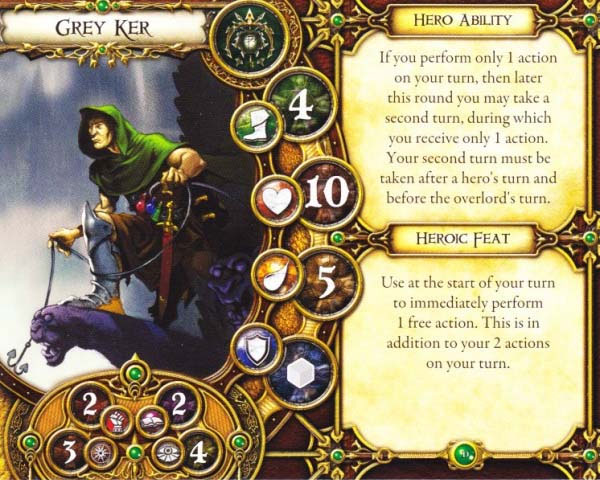 GREY KER
4
10
5
2 2
3 4
HERO ABILITY
If you perform only 1 action
on your turn, then later
this round you may take a
second turn, during which
you receive only 1 action.
Your second turn must be
taken after a hero's turn and
before the overlord's turn.
HEROIC FEAT
Use at the start of your turn
to immediately perform
1 free action. This is in
addition to your 2 actions
on your turn.